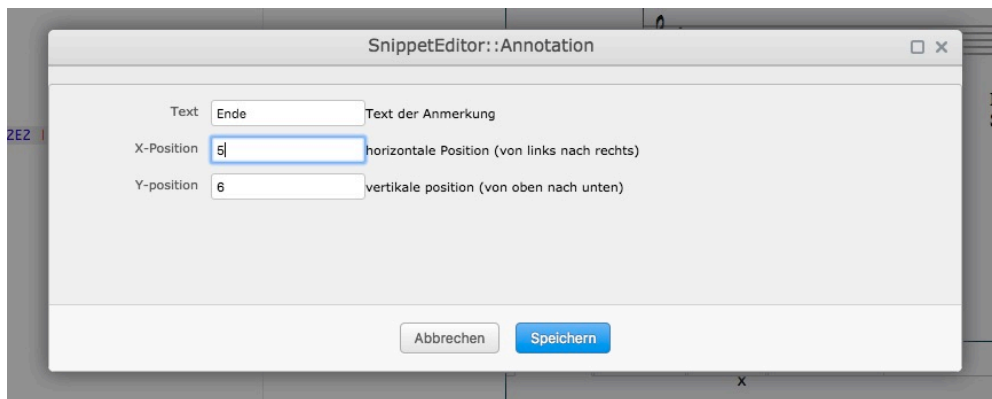 SnippetEditor::Annotation
Text Ende Text der Anmerkung
2E2 |
X-Position 5 horizontale Position (von links nach rechts)
Y-position 6 vertikale position (von oben nach unten)
Abbrechen Speichern
x